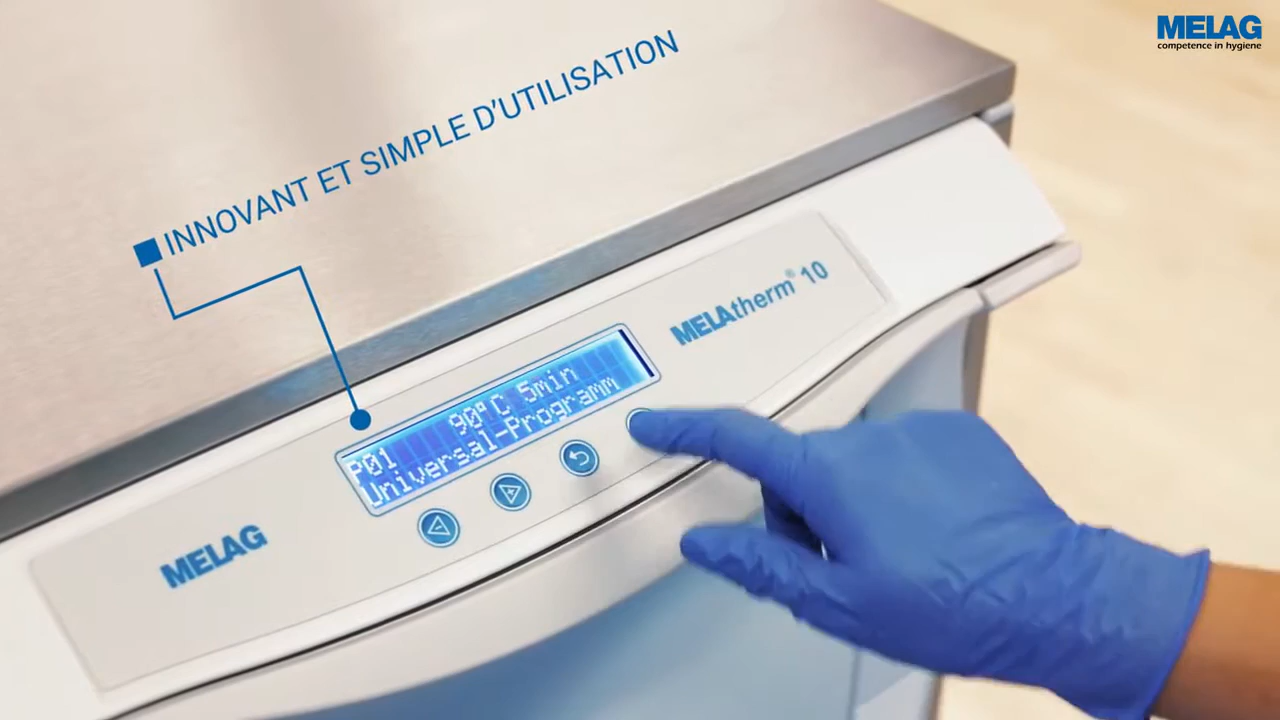 MELAG
competence in hygiene
INNOVANT ET SIMPLE D'UTILISATION
MELAtherm® 10
P01 90°C 5min
Universal-Programm
MELAG